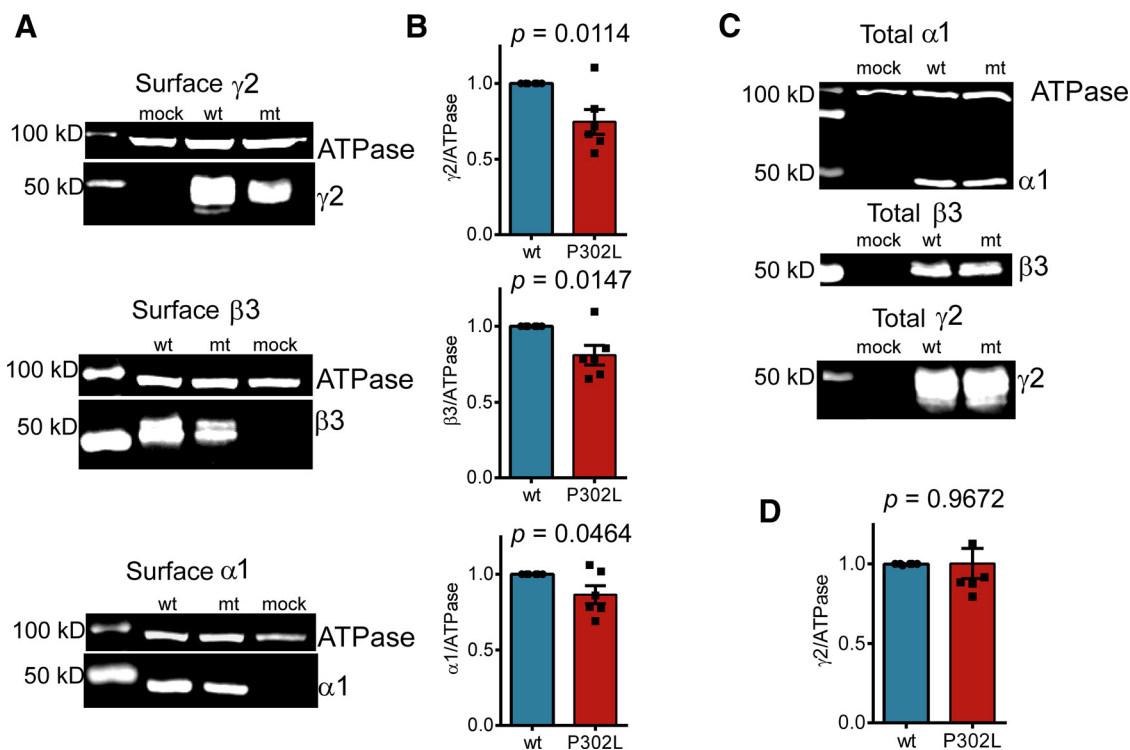 A
Surface γ2
mock wt mt
100 kD
ATPase
50 kD
γ2
Surface β3
wt mt mock
100 kD
ATPase
50 kD
β3
Surface α1
wt mt mock
100 kD
ATPase
50 kD
α1
B
p = 0.0114
γ2/ATPase
1.0
0.5
0.0
wt P302L
p = 0.0147
β3/ATPase
1.0
0.5
0.0
wt P302L
p = 0.0464
α1/ATPase
1.0
0.5
0.0
wt P302L
C
Total α1
mock wt mt
100 kD
ATPase
50 kD
α1
Total β3
mock wt mt
50 kD
β3
Total γ2
mock wt mt
50 kD
γ2
D
p = 0.9672
γ2/ATPase
1.0
0.5
0.0
wt P302L